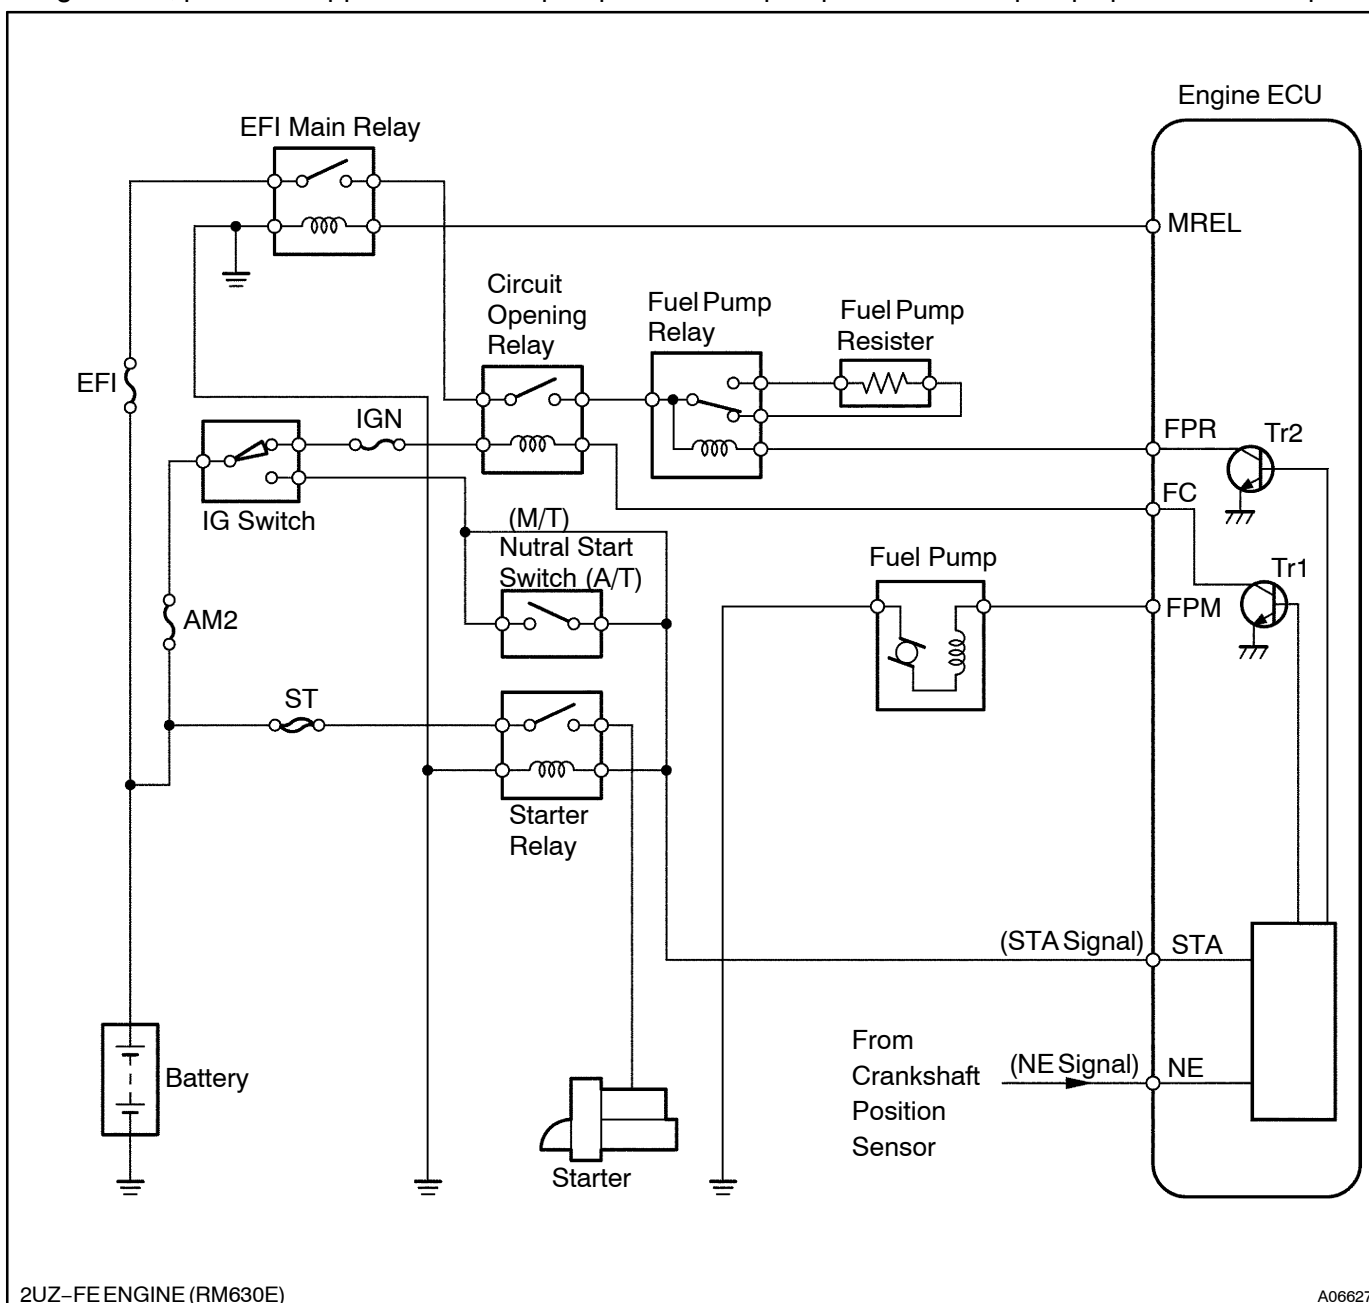 Engine ECU
EFI Main Relay
MREL
Circuit
Opening
Relay
Fuel Pump
Relay
Fuel Pump
Resister
EFI
IGN
FPR
Tr2
IG Switch
FC
(M/T)
Nutral Start
Switch (A/T)
Fuel Pump
Tr1
FPM
AM2
ST
Starter
Relay
(STA Signal)
STA
From
Crankshaft
Position
Sensor
(NE Signal)
NE
Battery
Starter
2UZ–FE ENGINE (RM630E)
A06627